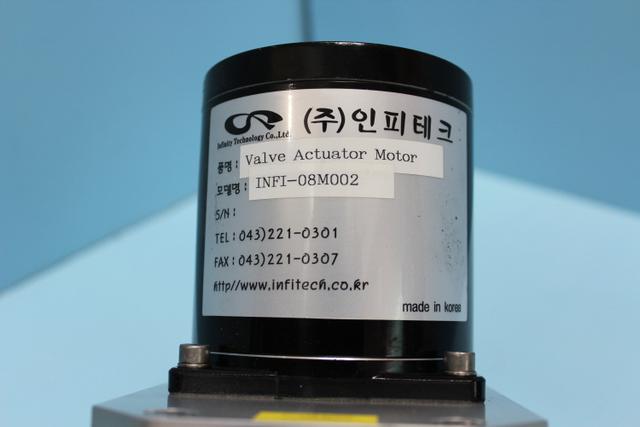 (주)인피테크
Infinity Technology Co.,Ltd.
품명 : Valve Actuator Motor
모델명 : INFI-08M002
S/N :
TEL : 043)221-0301
FAX : 043)221-0307
http//www.infitech.co.kr
made in korea